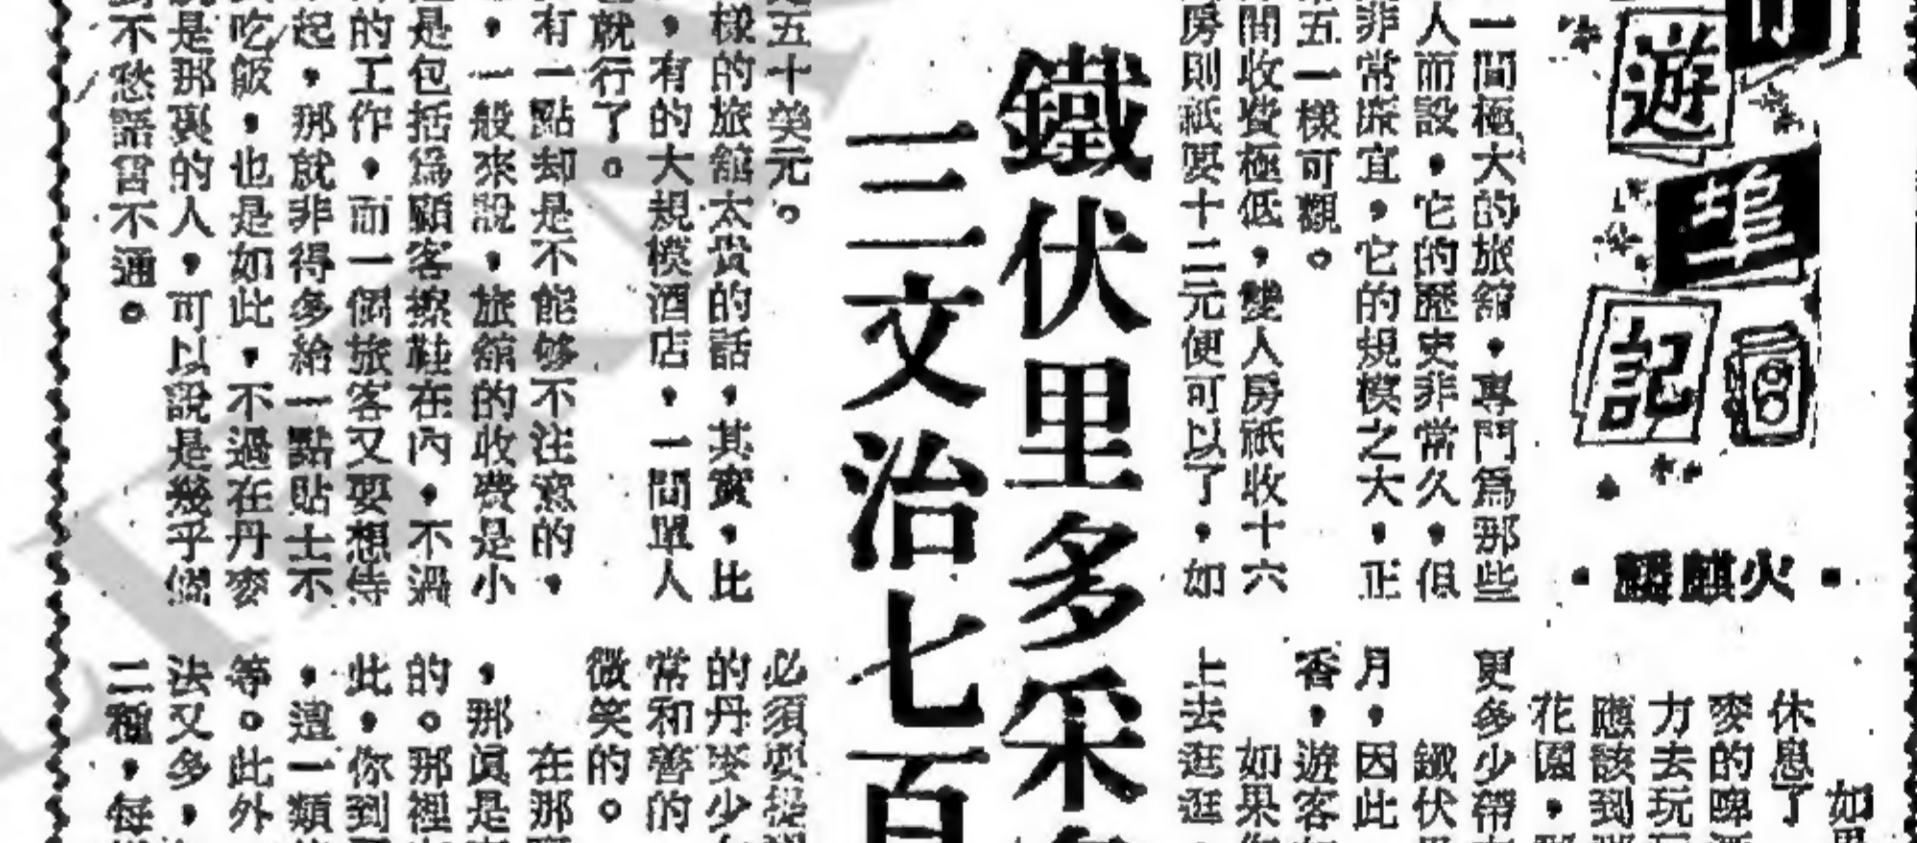 遊埠記
火麒麟
一間極大的旅館，專門爲那些
人而設，它的歷史非常久，但
非常廉宜，它的規模之大，正
五一樣可觀。
間收費極低，雙人房祇收十六
房則祇要十二元便可以了，如
鐵伏里多采
三文治七百
五十美元。
樣的旅館太貴的話，其實，比
，有的大規模酒店，一間單人
就行了。
有一點却是不能够不注意的，
，一般來說，旅館的收費是小
是包括爲顧客擦鞋在內，不過
的工作，而一個旅客又要想侍
起，那就非得多給一點貼士不
吃飯，也是如此，不過在丹麥
是那裏的人，可以說是幾乎個
不愁語言不通。
如果
休息了
麥的啤酒
力去玩玩
應該到那
花園，那
更多少帶
鐵伏里
月，因此
香，遊客
如果你
上去逛逛，
必須要提
的丹麥少
常和善的
微笑的。
在那
，那眞是
的。那裡
此，你到
，這一類
等。此外
法又多，
二種，每